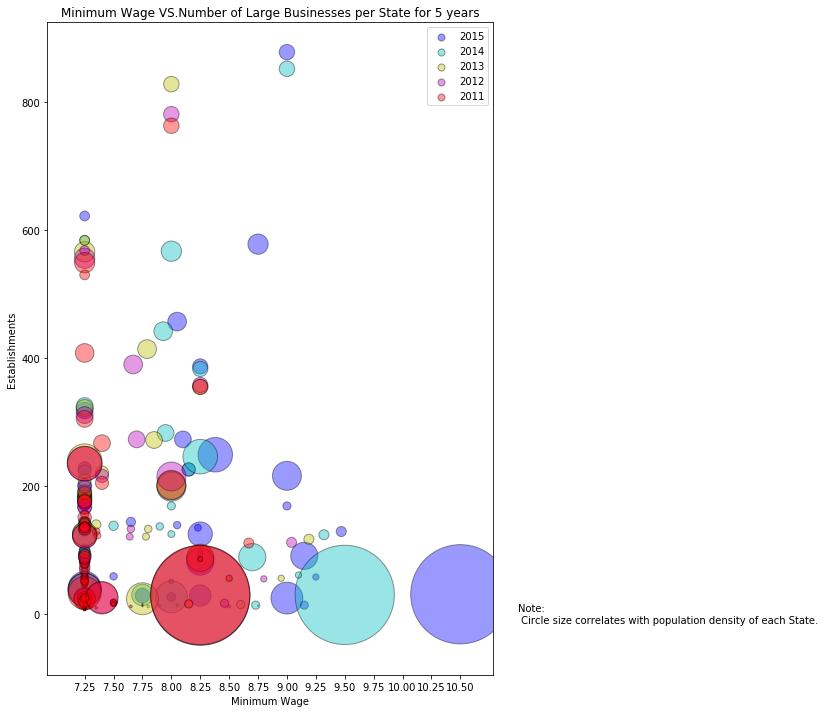 Minimum Wage VS.Number of Large Businesses per State for 5 years
2015
2014
2013
2012
2011
800
600
400
200
0
Establishments
7.25 7.50 7.75 8.00 8.25 8.50 8.75 9.00 9.25 9.50 9.75 10.00 10.25 10.50
Minimum Wage
Note:
Circle size correlates with population density of each State.